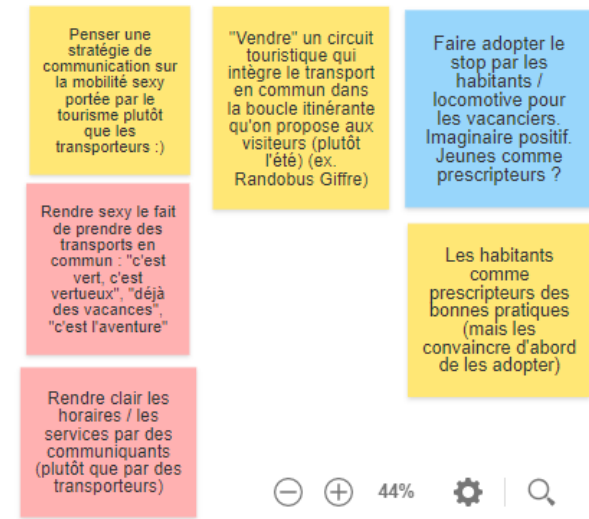 Penser une
stratégie de
communication sur
la mobilité sexy
portée par le
tourisme plutôt
que les
transporteurs :)
"Vendre" un circuit
touristique qui
intègre le transport
en commun dans
la boucle itinérante
qu'on propose aux
visiteurs (plutôt
l'été) (ex.
Randobus Giffre)
Faire adopter le
stop par les
habitants /
locomotive pour
les vacanciers.
Imaginaire positif.
Jeunes comme
prescripteurs ?
Rendre sexy le fait
de prendre des
transports en
commun : "c'est
vert, c'est
vertueux", "déjà
des vacances",
"c'est l'aventure"
Les habitants
comme
prescripteurs des
bonnes pratiques
(mais les
convaincre d'abord
de les adopter)
Rendre clair les
horaires / les
services par des
communiquants
(plutôt que par des
transporteurs)
44%